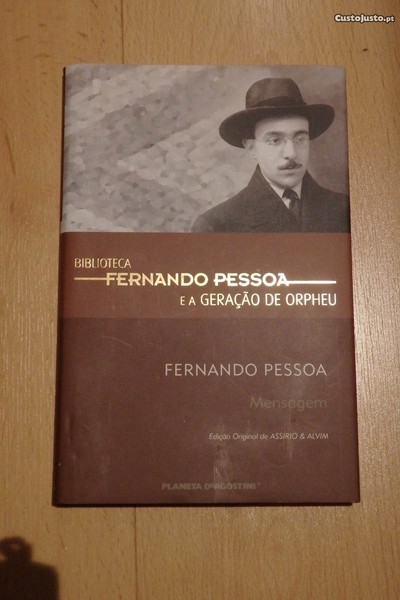 CustoJusto.pt
BIBLIOTECA
FERNANDO PESSOA
E A GERAÇÃO DE ORPHEU
FERNANDO PESSOA
Mensagem
Edição Original de ASSÍRIO & ALVIM
PLANETA DEAGOSTINI